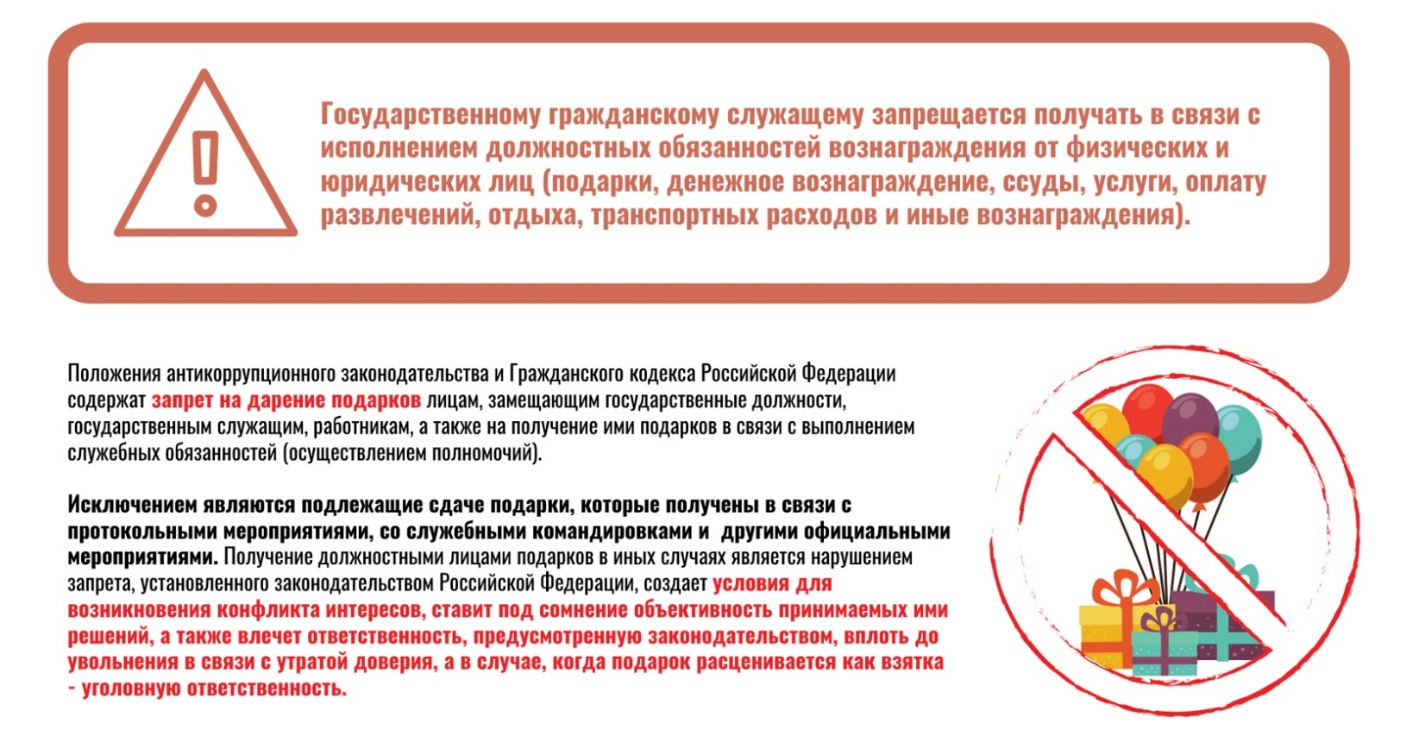 Государственному гражданскому служащему запрещается получать в связи с
исполнением должностных обязанностей вознаграждения от физических и
юридических лиц (подарки, денежное вознаграждение, ссуды, услуги, оплату
развлечений, отдыха, транспортных расходов и иные вознаграждения).
Положения антикоррупционного законодательства и Гражданского кодекса Российской Федерации
содержат запрет на дарение подарков лицам, замещающим государственные должности,
государственным служащим, работникам, а также на получение ими подарков в связи с выполнением
служебных обязанностей (осуществлением полномочий).
Исключением являются подлежащие сдаче подарки, которые получены в связи с
протокольными мероприятиями, со служебными командировками и другими официальными
мероприятиями. Получение должностными лицами подарков в иных случаях является нарушением
запрета, установленного законодательством Российской Федерации, создает условия для
возникновения конфликта интересов, ставит под сомнение объективность принимаемых ими
решений, а также влечет ответственность, предусмотренную законодательством, вплоть до
увольнения в связи с утратой доверия, а в случае, когда подарок расценивается как взятка
- уголовную ответственность.